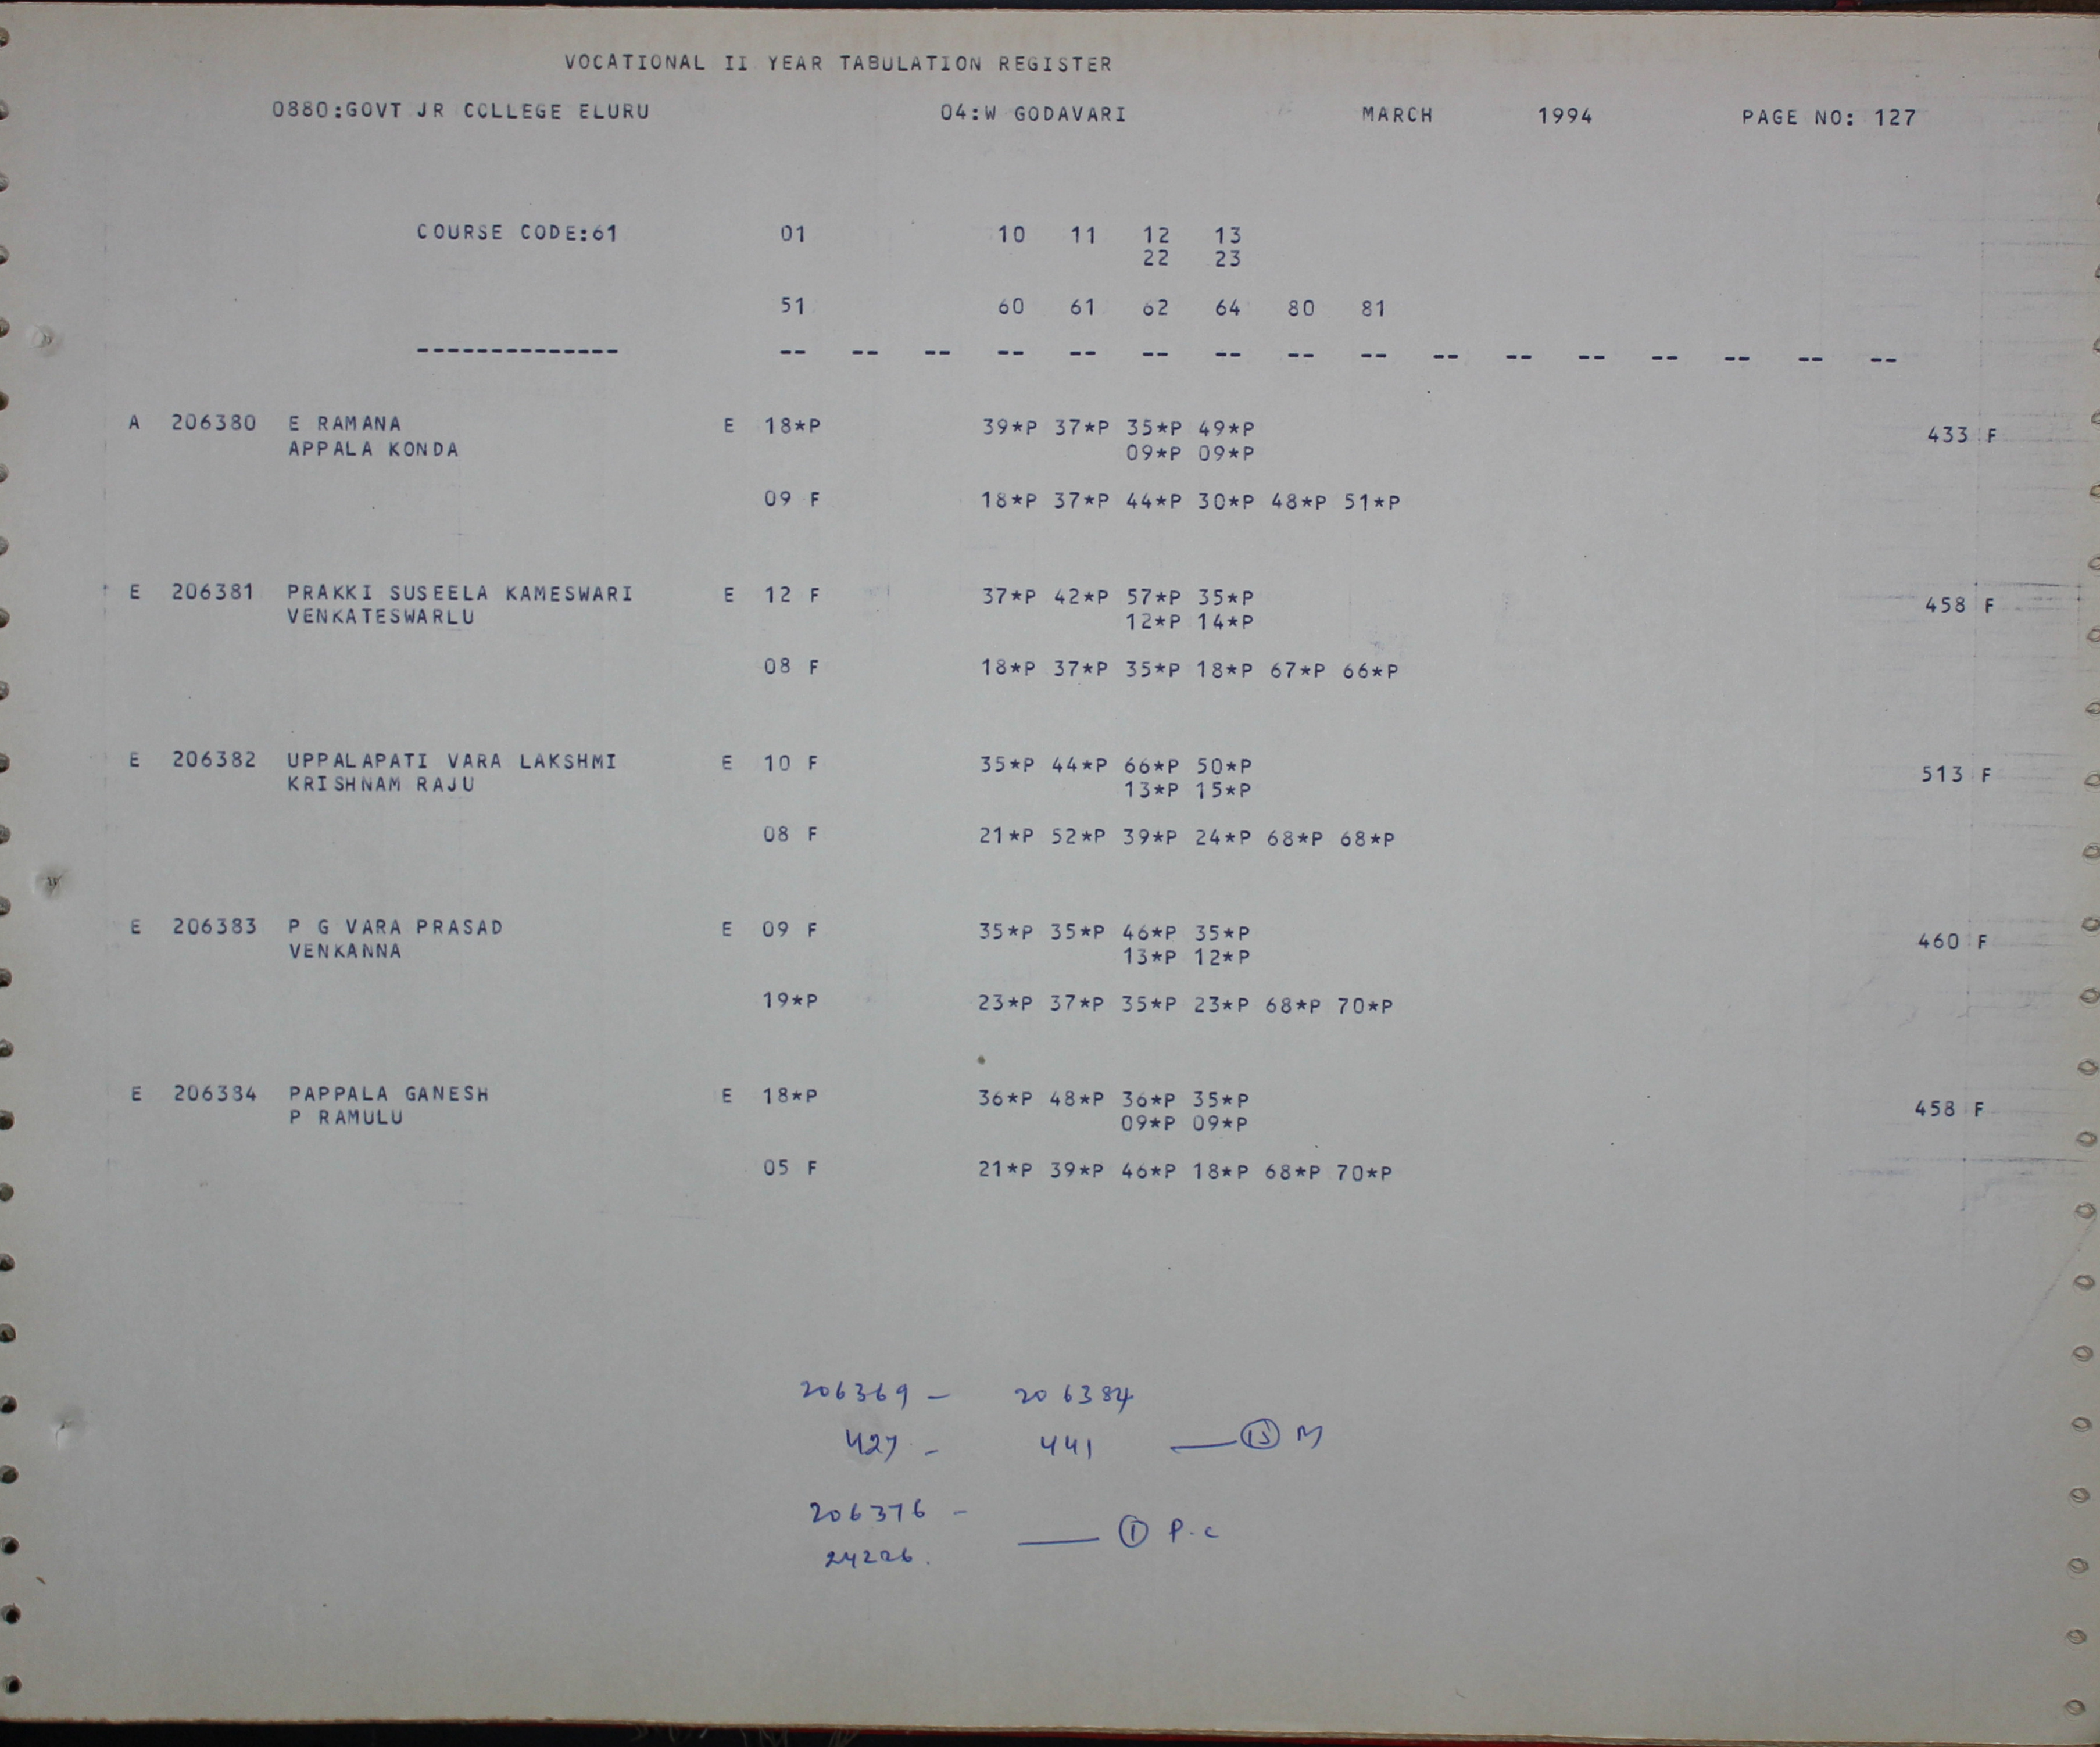 VOCATIONAL II YEAR TABULATION REGISTER
0880:GOVT JR COLLEGE ELURU 04:W GODAVARI MARCH 1994 PAGE NO: 127
COURSE CODE:61 01 10 11 12 13
22 23
51 60 61 62 64 80 81
-------------- -- -- -- -- -- -- -- -- -- -- -- -- -- -- -- --
A 206380 E RAMANA E 18*P 39*P 37*P 35*P 49*P 433 F
APPALA KONDA 09*P 09*P
09 F 18*P 37*P 44*P 30*P 48*P 51*P
E 206381 PRAKKI SUSEELA KAMESWARI E 12 F 37*P 42*P 57*P 35*P 458 F
VENKATESWARLU 12*P 14*P
08 F 18*P 37*P 35*P 18*P 67*P 66*P
E 206382 UPPALAPATI VARA LAKSHMI E 10 F 35*P 44*P 66*P 50*P 513 F
KRISHNAM RAJU 13*P 15*P
08 F 21*P 52*P 39*P 24*P 68*P 68*P
E 206383 P G VARA PRASAD E 09 F 35*P 35*P 46*P 35*P 460 F
VENKANNA 13*P 12*P
19*P 23*P 37*P 35*P 23*P 68*P 70*P
E 206384 PAPPALA GANESH E 18*P 36*P 48*P 36*P 35*P 458 F
P RAMULU 09*P 09*P
05 F 21*P 39*P 46*P 18*P 68*P 70*P
206369 - 206384
427 - 441 — 15 M
206376 -
— 1 P.C
24226.